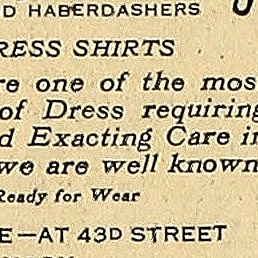 D HABERDASHERS
RESS SHIRTS
re one of the mos
of Dress requiring
d Exacting Care in
we are well known
Ready for Wear
E—AT 43D STREET